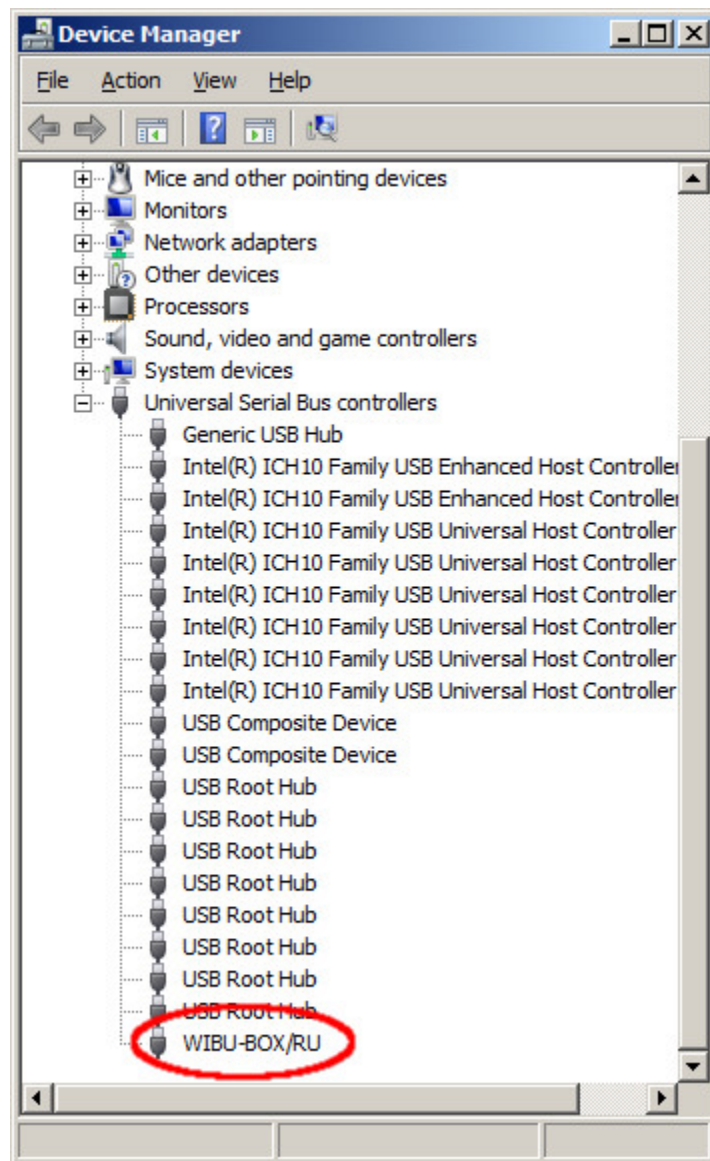 Device Manager
File Action View Help
Mice and other pointing devices
Monitors
Network adapters
Other devices
Processors
Sound, video and game controllers
System devices
Universal Serial Bus controllers
Generic USB Hub
Intel(R) ICH10 Family USB Enhanced Host Controller
Intel(R) ICH10 Family USB Enhanced Host Controller
Intel(R) ICH10 Family USB Universal Host Controller
Intel(R) ICH10 Family USB Universal Host Controller
Intel(R) ICH10 Family USB Universal Host Controller
Intel(R) ICH10 Family USB Universal Host Controller
Intel(R) ICH10 Family USB Universal Host Controller
Intel(R) ICH10 Family USB Universal Host Controller
USB Composite Device
USB Composite Device
USB Root Hub
USB Root Hub
USB Root Hub
USB Root Hub
USB Root Hub
USB Root Hub
USB Root Hub
USB Root Hub
WIBU-BOX/RU